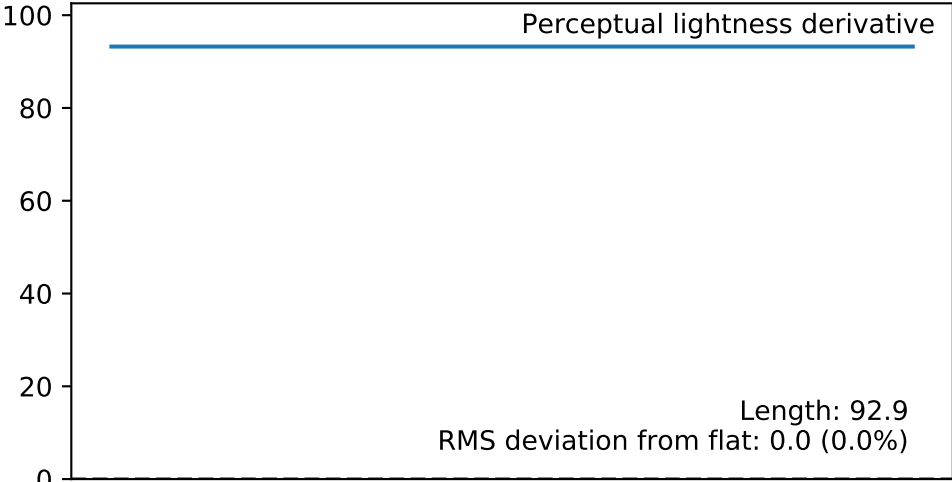 100
Perceptual lightness derivative
80
60
40
20
Length: 92.9
RMS deviation from flat: 0.0 (0.0%)
0